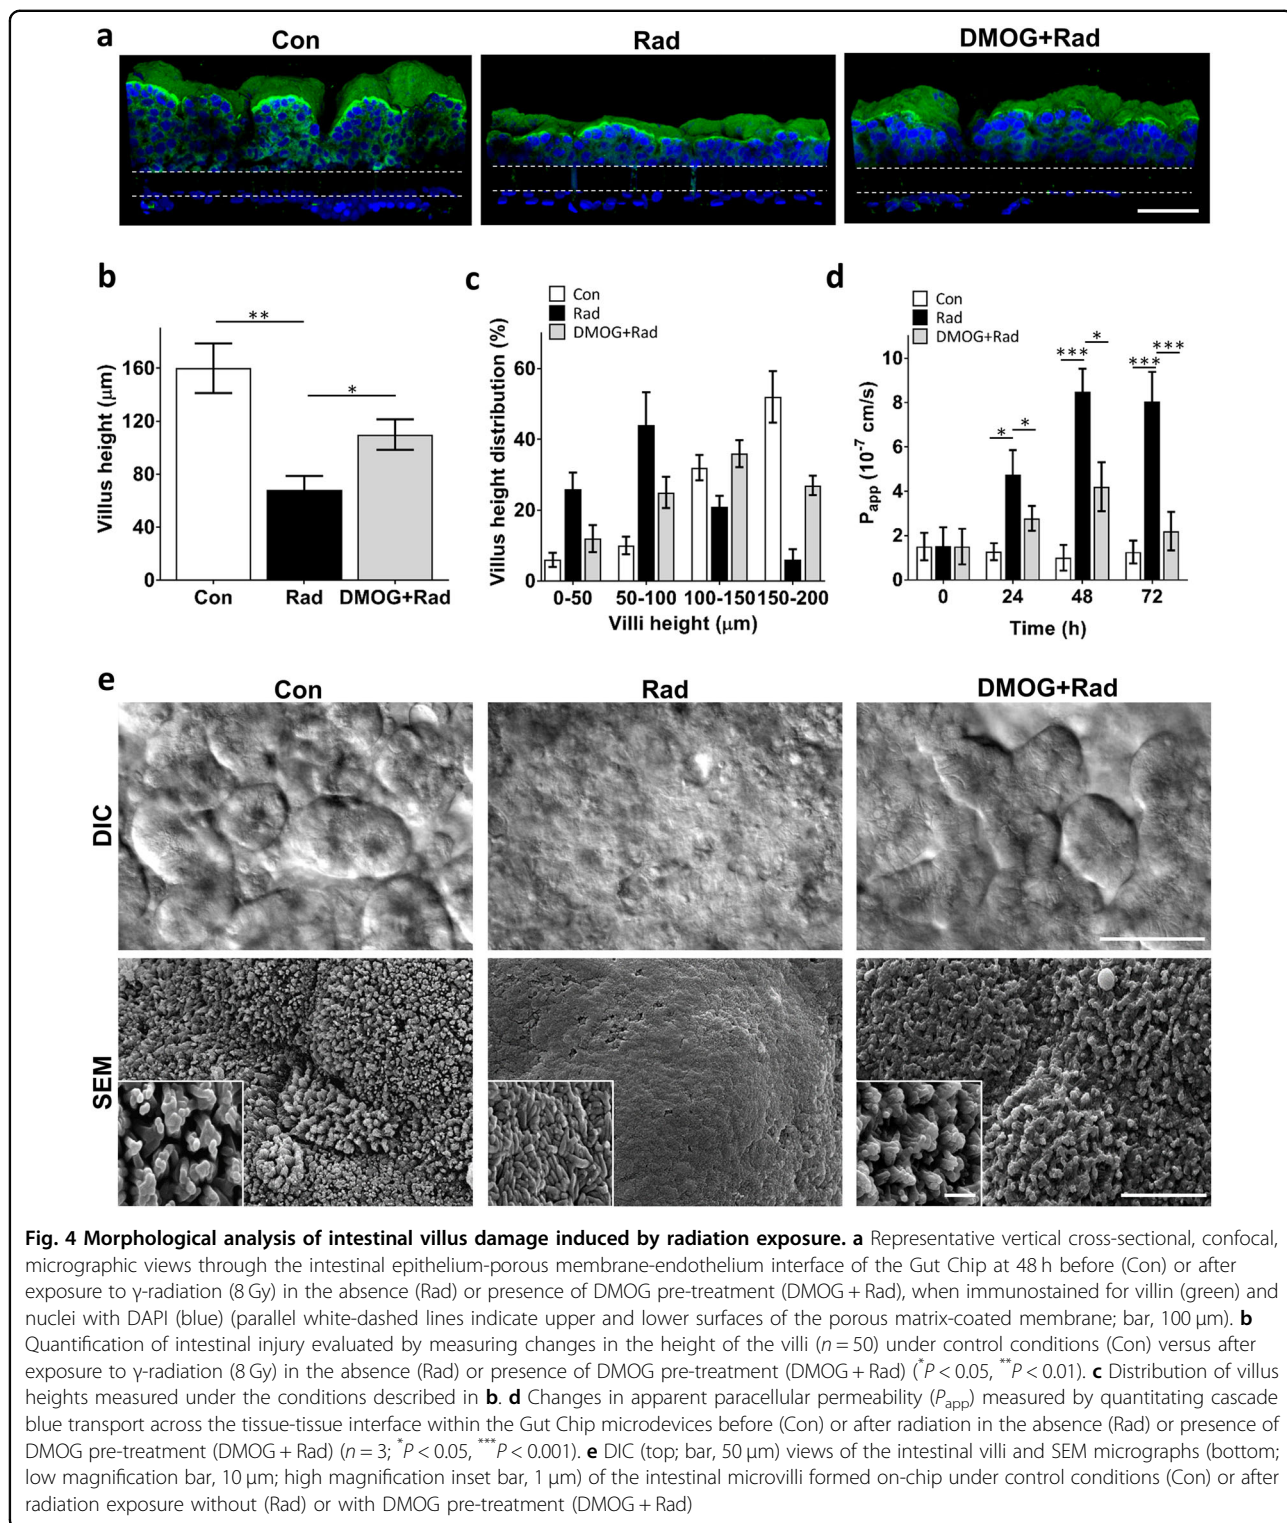 a
Con
Rad
DMOG+Rad
b
Villus height (μm)
160
120
80
40
0
**
*
Con
Rad
DMOG+Rad
c
Con
Rad
DMOG+Rad
Villus height distribution (%)
60
40
20
0
0-50
50-100
100-150
150-200
Villi height (μm)
d
Con
Rad
DMOG+Rad
Papp (10-7 cm/s)
10
8
6
4
2
0
*
*
***
*
***
***
0
24
48
72
Time (h)
e
Con
Rad
DMOG+Rad
DIC
SEM
Fig. 4 Morphological analysis of intestinal villus damage induced by radiation exposure. a Representative vertical cross-sectional, confocal,
micrographic views through the intestinal epithelium-porous membrane-endothelium interface of the Gut Chip at 48 h before (Con) or after
exposure to γ-radiation (8 Gy) in the absence (Rad) or presence of DMOG pre-treatment (DMOG + Rad), when immunostained for villin (green) and
nuclei with DAPI (blue) (parallel white-dashed lines indicate upper and lower surfaces of the porous matrix-coated membrane; bar, 100 μm). b
Quantification of intestinal injury evaluated by measuring changes in the height of the villi (n = 50) under control conditions (Con) versus after
exposure to γ-radiation (8 Gy) in the absence (Rad) or presence of DMOG pre-treatment (DMOG + Rad) (*P < 0.05, **P < 0.01). c Distribution of villus
heights measured under the conditions described in b. d Changes in apparent paracellular permeability (Papp) measured by quantitating cascade
blue transport across the tissue-tissue interface within the Gut Chip microdevices before (Con) or after radiation in the absence (Rad) or presence of
DMOG pre-treatment (DMOG + Rad) (n = 3; *P < 0.05, ***P < 0.001). e DIC (top; bar, 50 μm) views of the intestinal villi and SEM micrographs (bottom;
low magnification bar, 10 μm; high magnification inset bar, 1 μm) of the intestinal microvilli formed on-chip under control conditions (Con) or after
radiation exposure without (Rad) or with DMOG pre-treatment (DMOG + Rad)